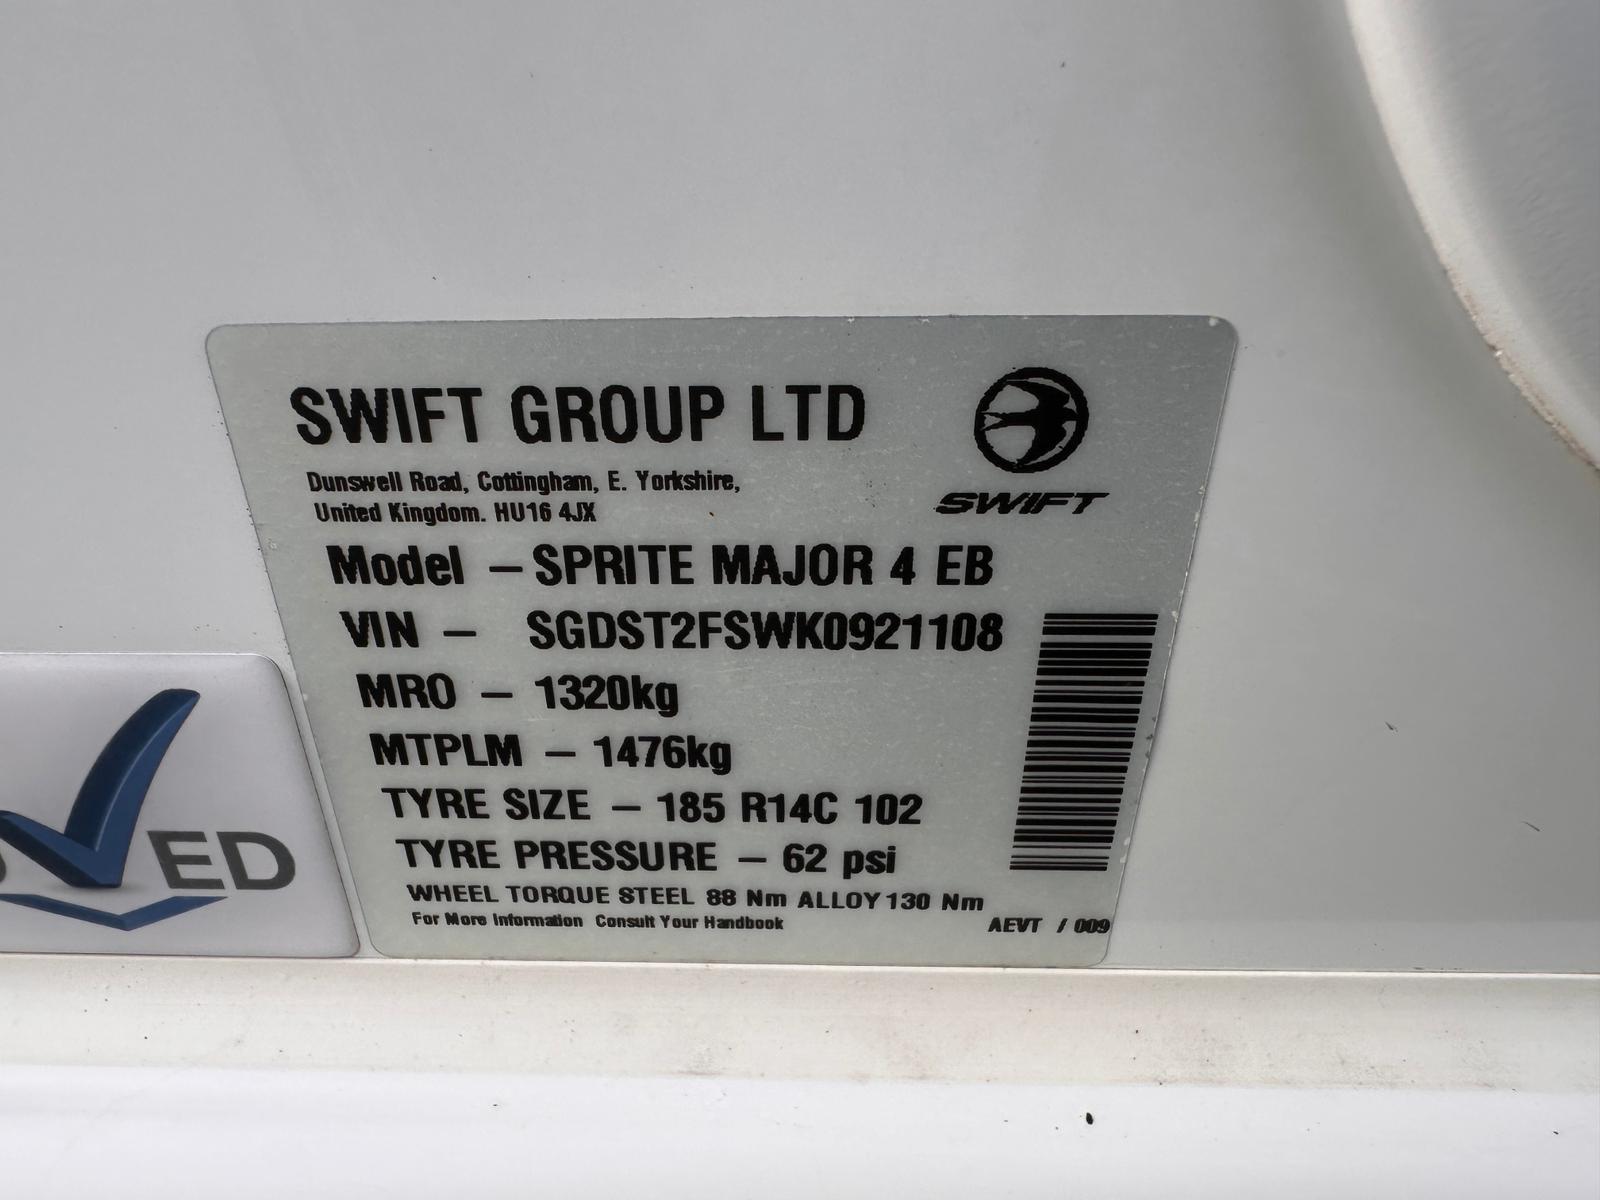 SWIFT GROUP LTD
Dunswell Road, Cottingham, E. Yorkshire,
United Kingdom. HU16 4JX
SWIFT
Model – SPRITE MAJOR 4 EB
VIN – SGDST2FSWK0921108
MRO – 1320kg
MTPLM – 1476kg
TYRE SIZE – 185 R14C 102
TYRE PRESSURE – 62 psi
WHEEL TORQUE STEEL 88 Nm ALLOY 130 Nm
For More Information Consult Your Handbook
AEVT / 009
VED